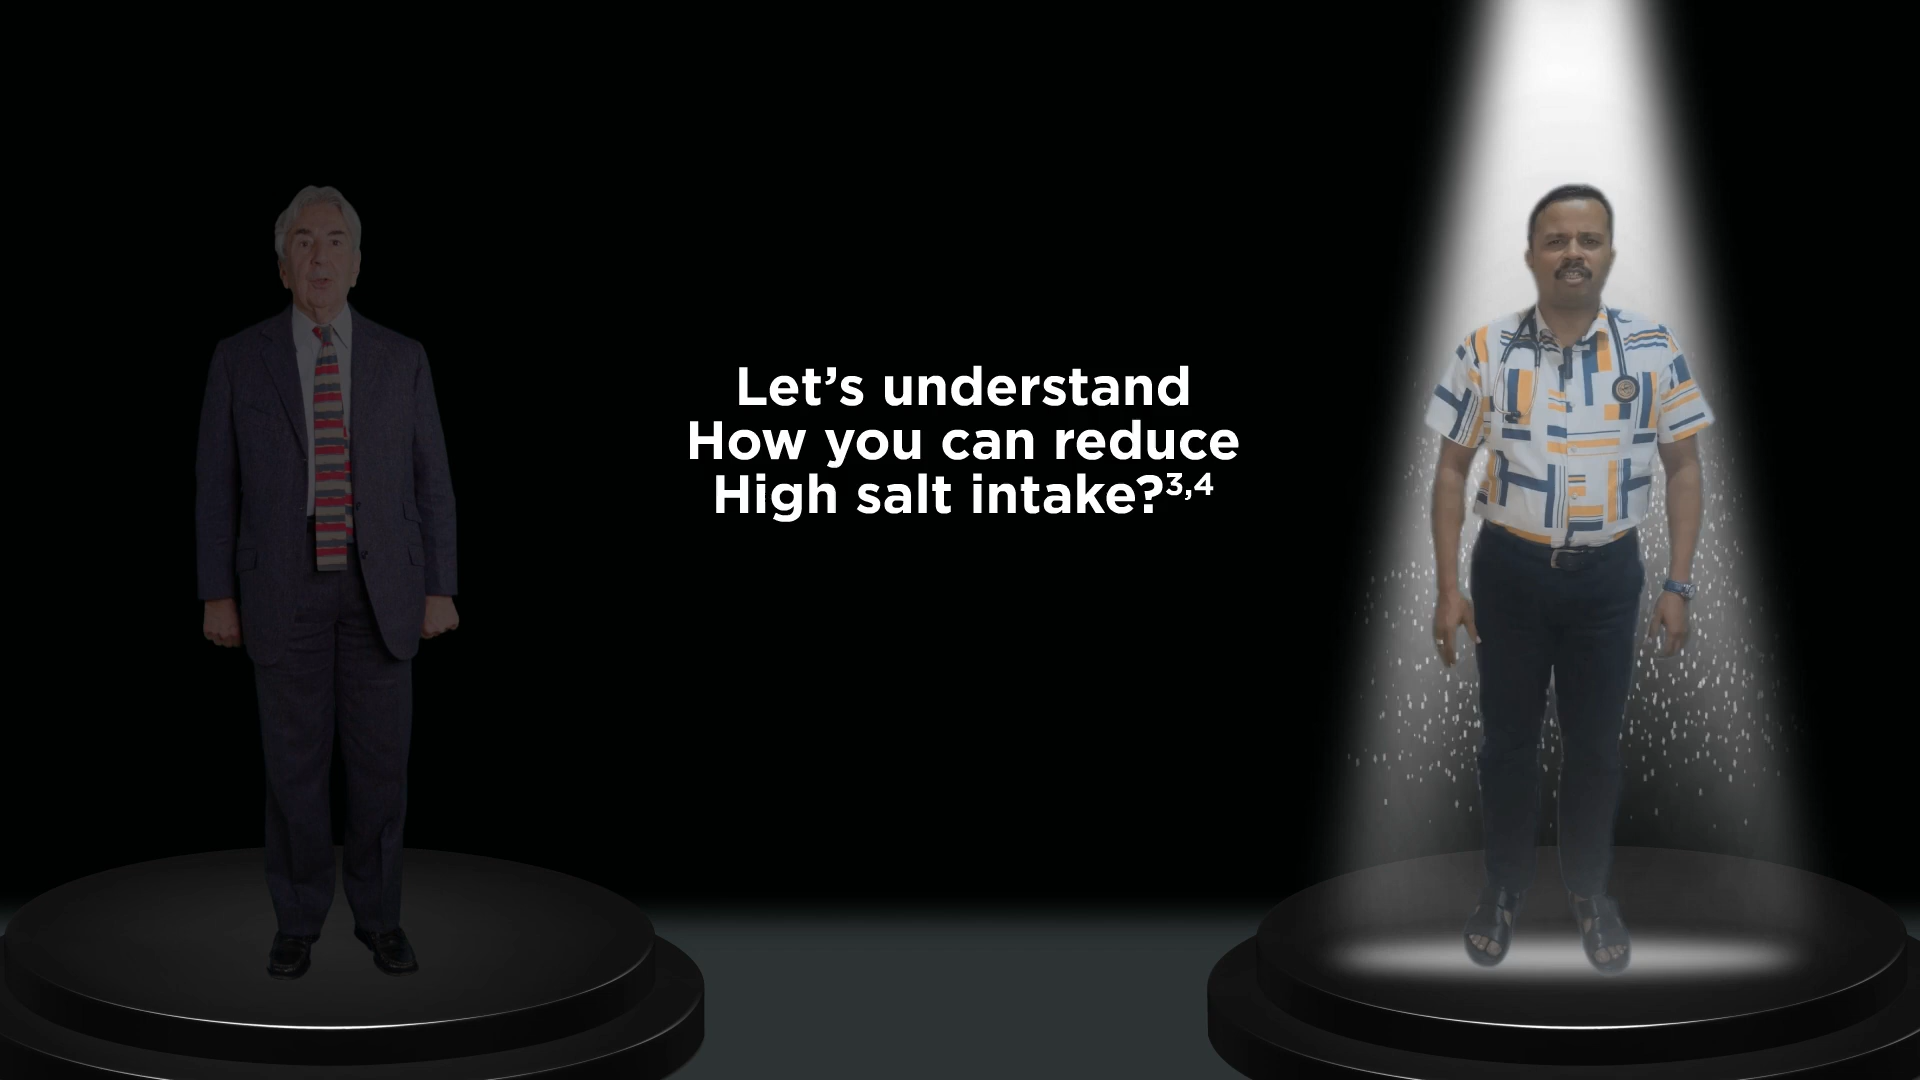 Let’s understand
How you can reduce
High salt intake?³,⁴